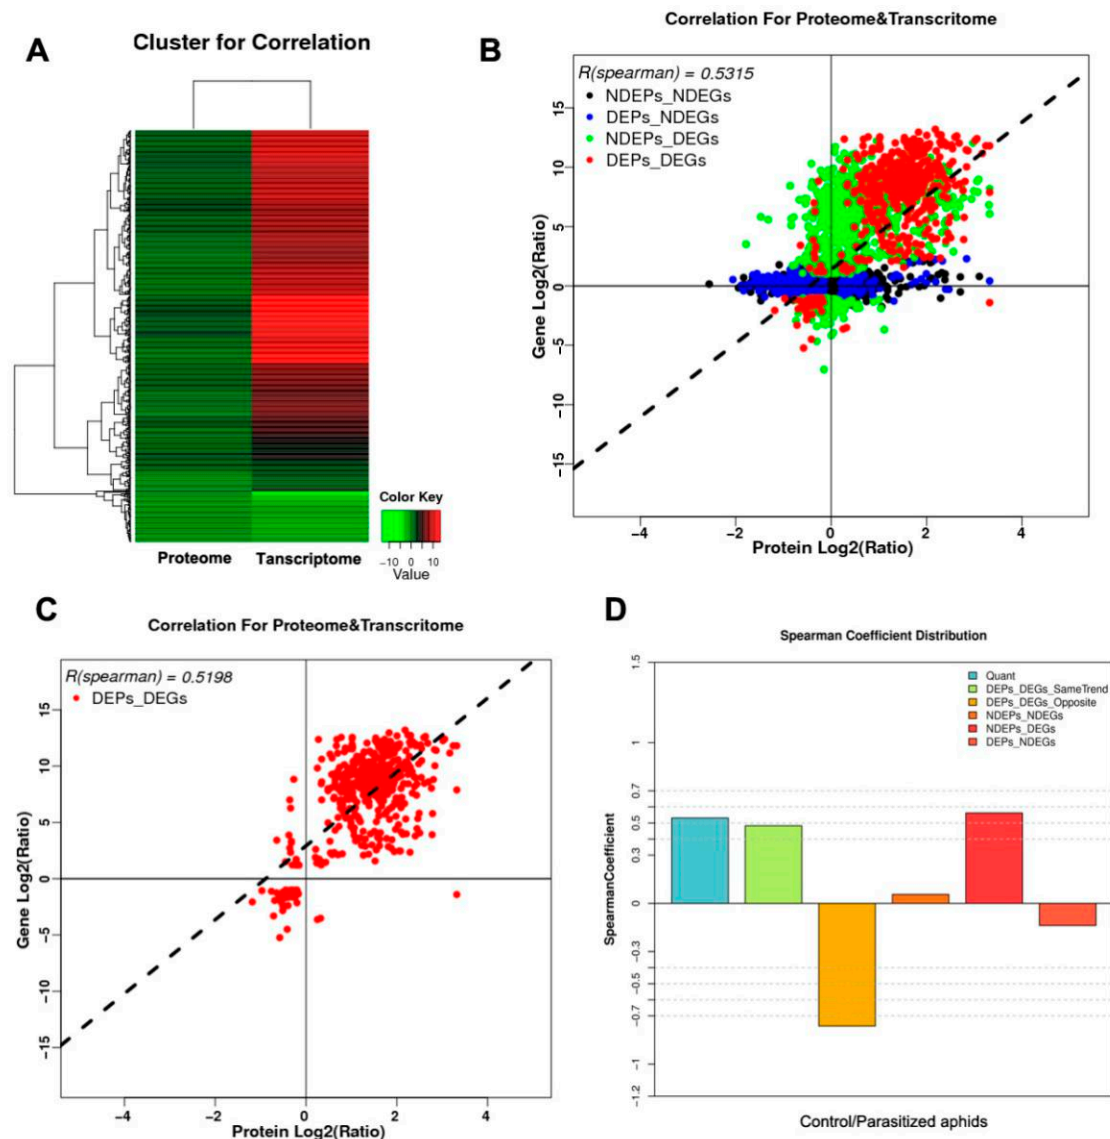 A
Cluster for Correlation
Color Key
-10 0 10
Value
Proteome Tanscriptome
B
Correlation For Proteome&Transcritome
R(spearman) = 0.5315
NDEPs_NDEGs
DEPs_NDEGs
NDEPs_DEGs
DEPs_DEGs
Gene Log2(Ratio)
15
10
5
0
-5
-10
-15
-4 -2 0 2 4
Protein Log2(Ratio)
C
Correlation For Proteome&Transcritome
R(spearman) = 0.5198
DEPs_DEGs
Gene Log2(Ratio)
15
10
5
0
-5
-10
-15
-4 -2 0 2 4
Protein Log2(Ratio)
D
Spearman Coefficient Distribution
Quant
DEPs_DEGs_SameTrend
DEPs_DEGs_Opposite
NDEPs_NDEGs
NDEPs_DEGs
DEPs_NDEGs
SpearmanCoefficient
1.5
1
0.7
0.5
0.3
0
-0.3
-0.5
-0.7
-1
-1.2
Control/Parasitized aphids